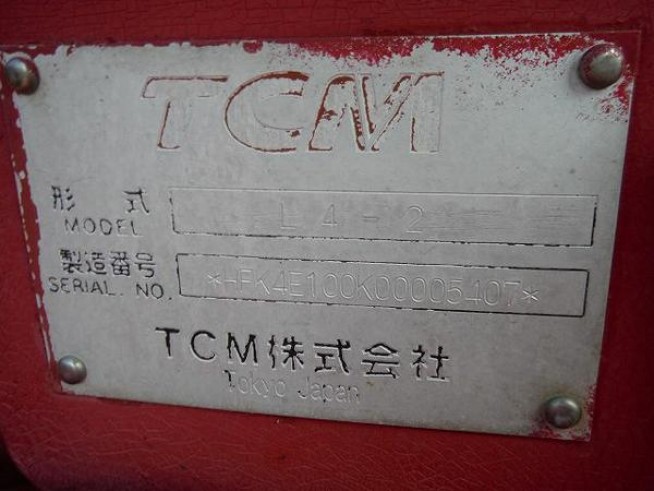 TCM
形式 L4-2
MODEL
製造番号 *HFK4E100K00005407*
SERIAL. NO.
TCM株式会社
Tokyo Japan